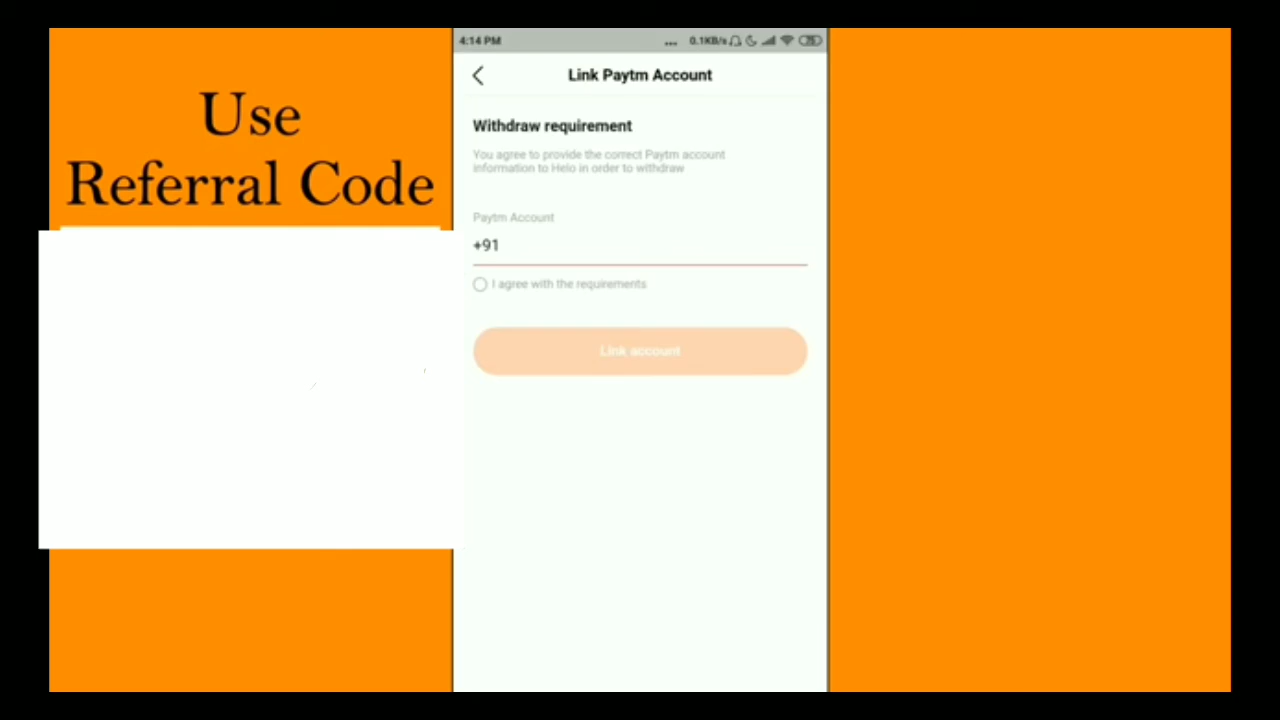 Use
Referral Code
4:14 PM
... 0.1KB/s
Link Paytm Account
Withdraw requirement
You agree to provide the correct Paytm account
information to Helo in order to withdraw
Paytm Account
+91
I agree with the requirements
Link account